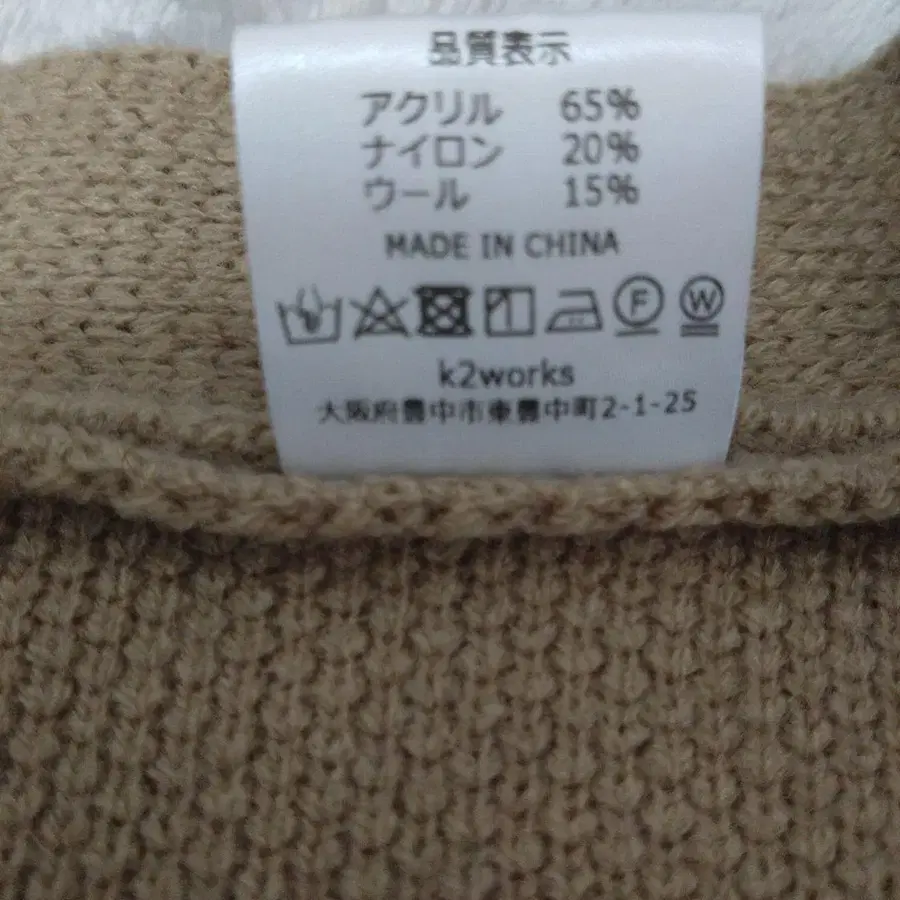 品質表示
アクリル 65%
ナイロン 20%
ウール 15%
MADE IN CHINA
F W
k2works
大阪府豊中市東豊中町2-1-25